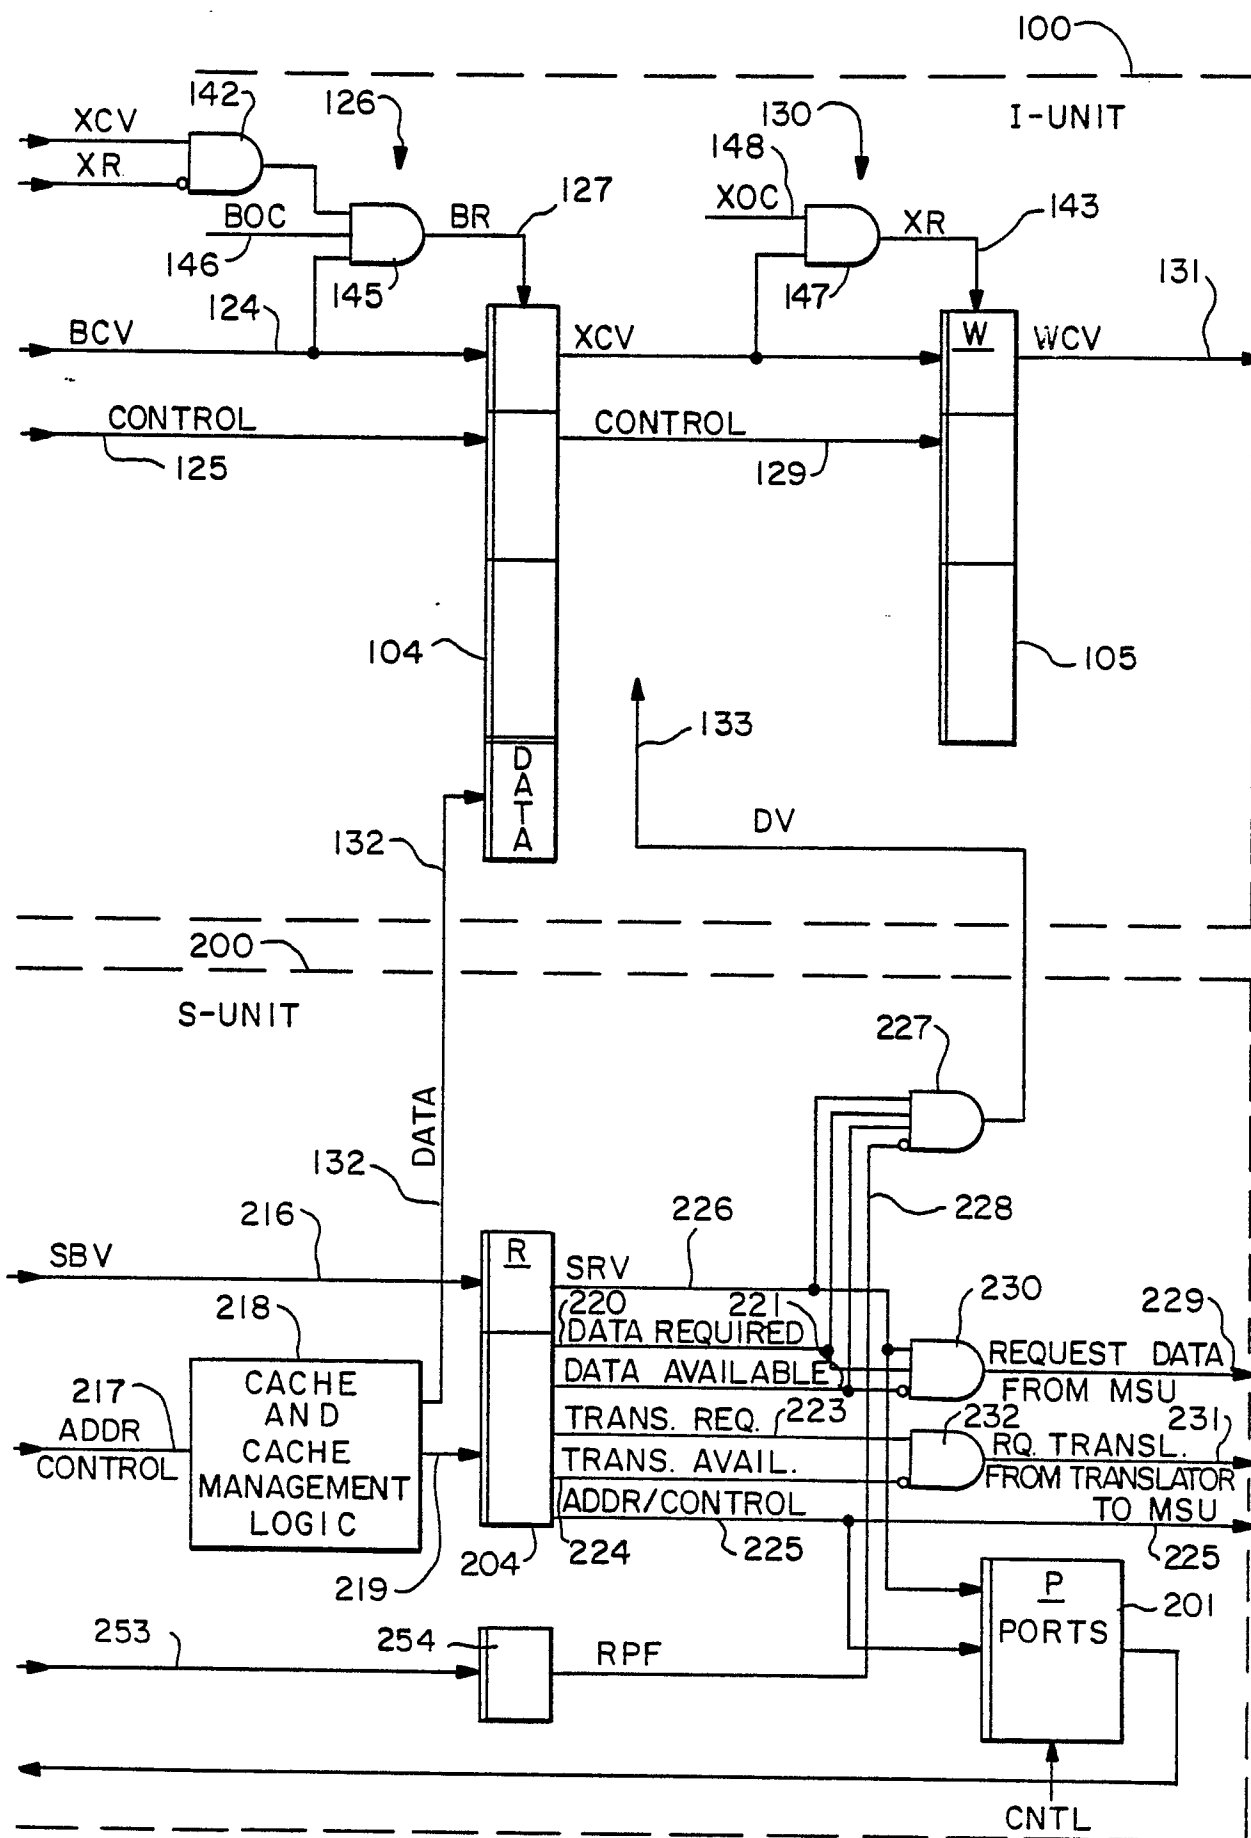 100
142
126
130
I-UNIT
XCV
148
XR
XOC
127
143
BOC
BR
XR
146
145
147
131
124
BCV
XCV
W
WCV
CONTROL
CONTROL
125
129
104
105
133
DATA
DV
132
200
S-UNIT
227
DATA
132
228
216
226
SBV
R
SRV
230
229
218
220
221
DATA REQUIRED
REQUEST DATA
FROM MSU
217
CACHE
AND
CACHE
MANAGEMENT
LOGIC
DATA AVAILABLE
ADDR
CONTROL
TRANS. REQ.
223
232
RQ. TRANSL.
231
FROM TRANSLATOR
TRANS. AVAIL.
ADDR/CONTROL
TO MSU
219
204
224
225
225
P
PORTS
201
253
254
RPF
CNTL